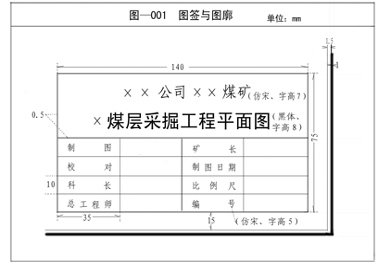 图—001 图签与图廓 单位: mm
140
××公司××煤矿(仿宋、字高7)
×煤层采掘工程平面图(黑体、字高8)
0.5
75
制图 矿长
校对 制图日期
10 科长 比例尺
总工程师 编号
35
15
(仿宋、字高5)